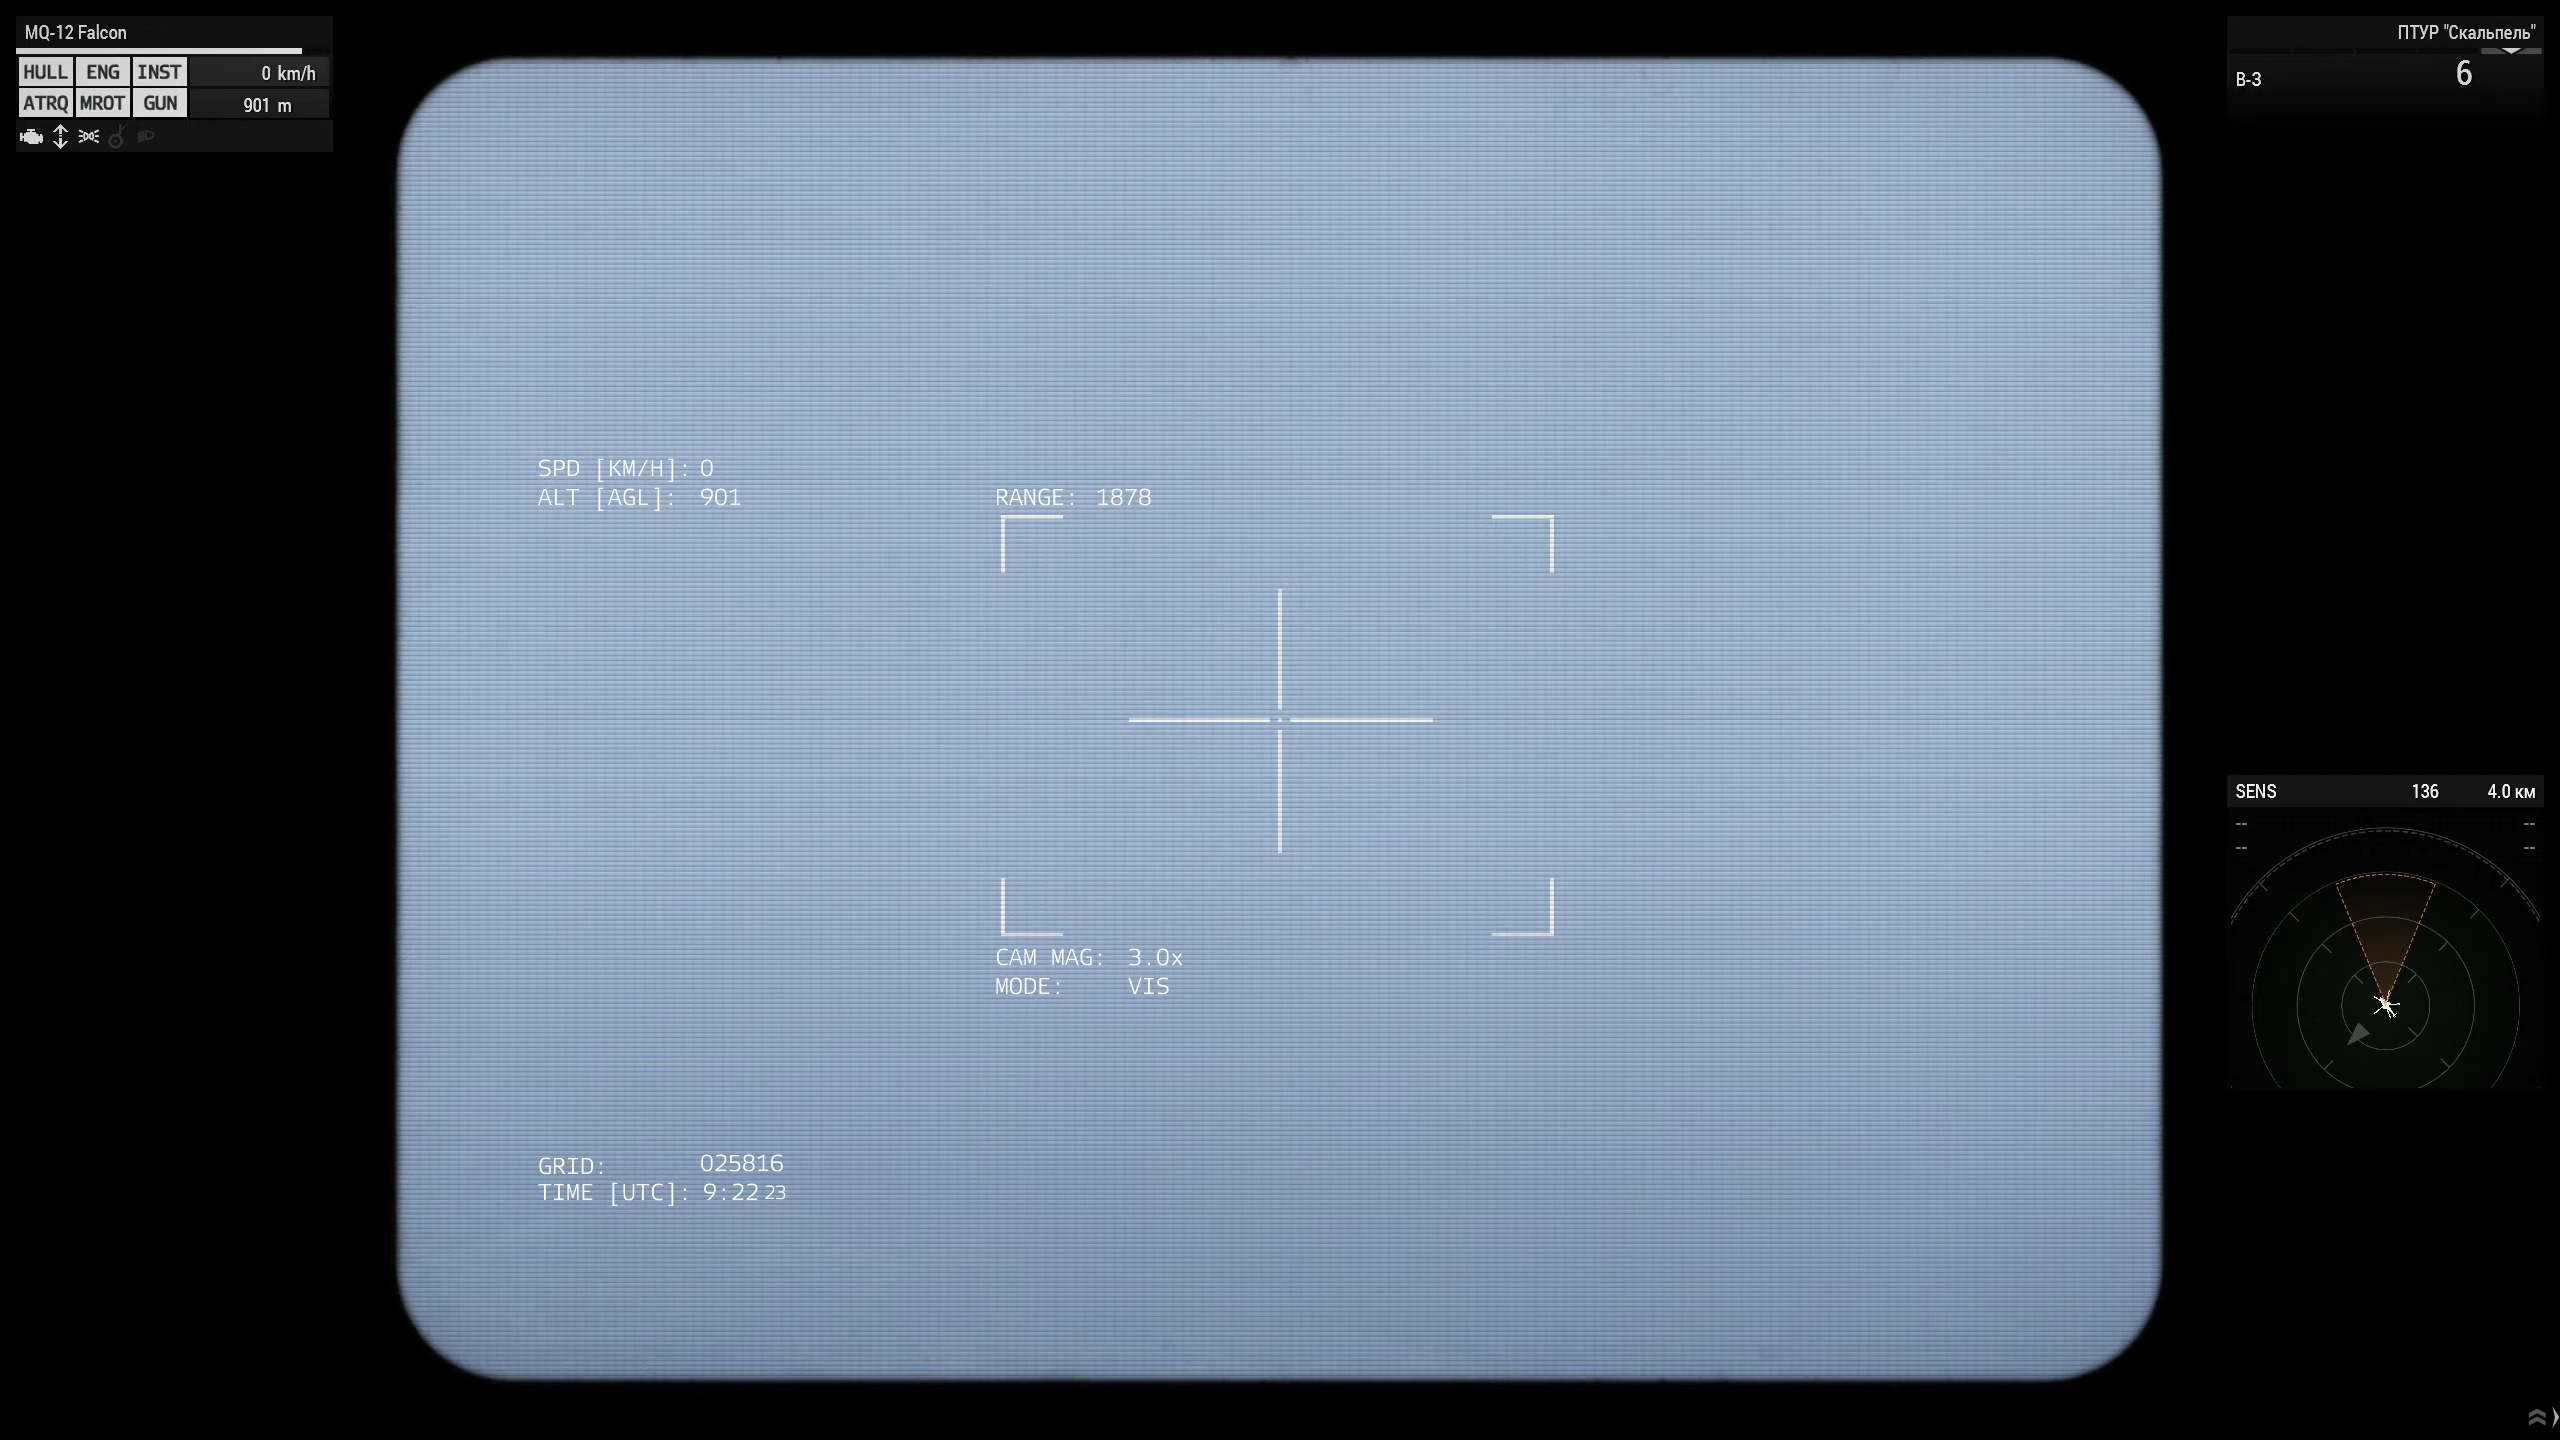 MQ-12 Falcon
HULL ENG INST 0 km/h
ATRQ MROT GUN 901 m
ПТУР "Скальпель"
В-3 6
SPD [KM/H]: 0
ALT [AGL]: 901
RANGE: 1878
SENS 136 4.0 км
-- --
-- --
CAM MAG: 3.0x
MODE: VIS
GRID: 025816
TIME [UTC]: 9:22 23